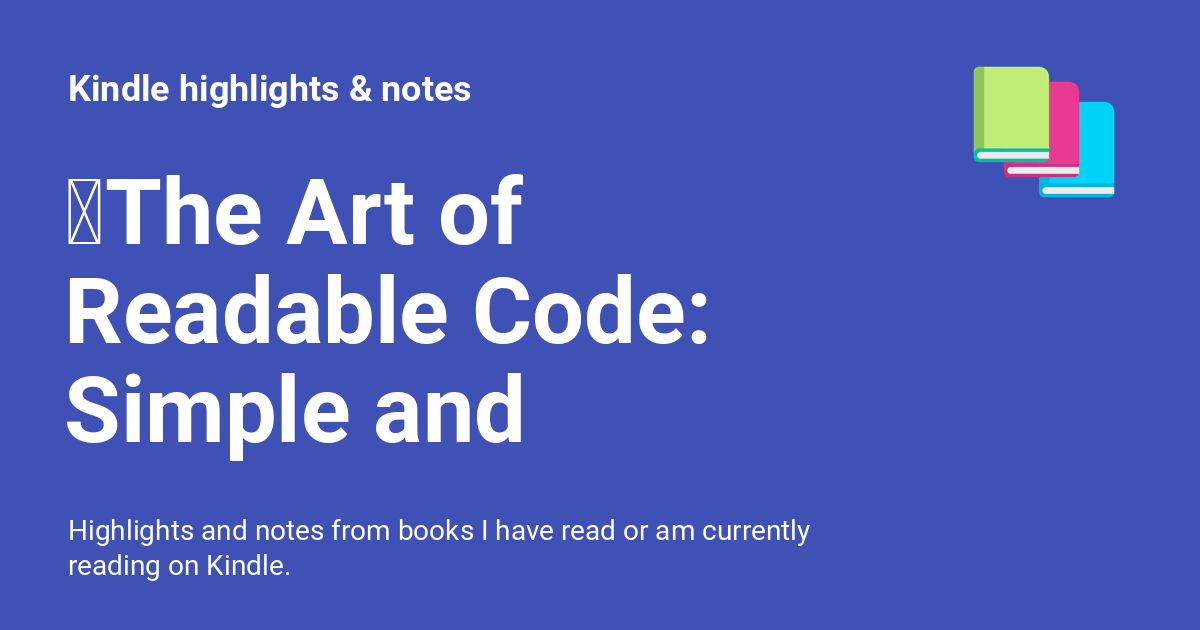 Kindle highlights & notes
The Art of
Readable Code:
Simple and
Highlights and notes from books I have read or am currently
reading on Kindle.